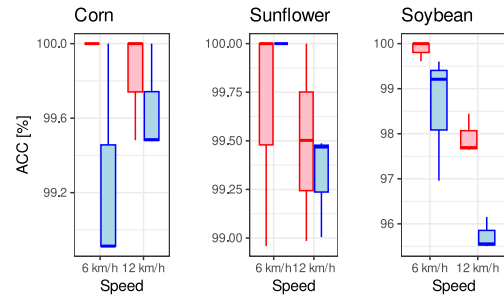 Corn
Sunflower
Soybean
ACC [%]
100.0
99.6
99.2
6 km/h
12 km/h
Speed
100.00
99.75
99.50
99.25
99.00
6 km/h
12 km/h
Speed
100
99
98
97
96
6 km/h
12 km/h
Speed